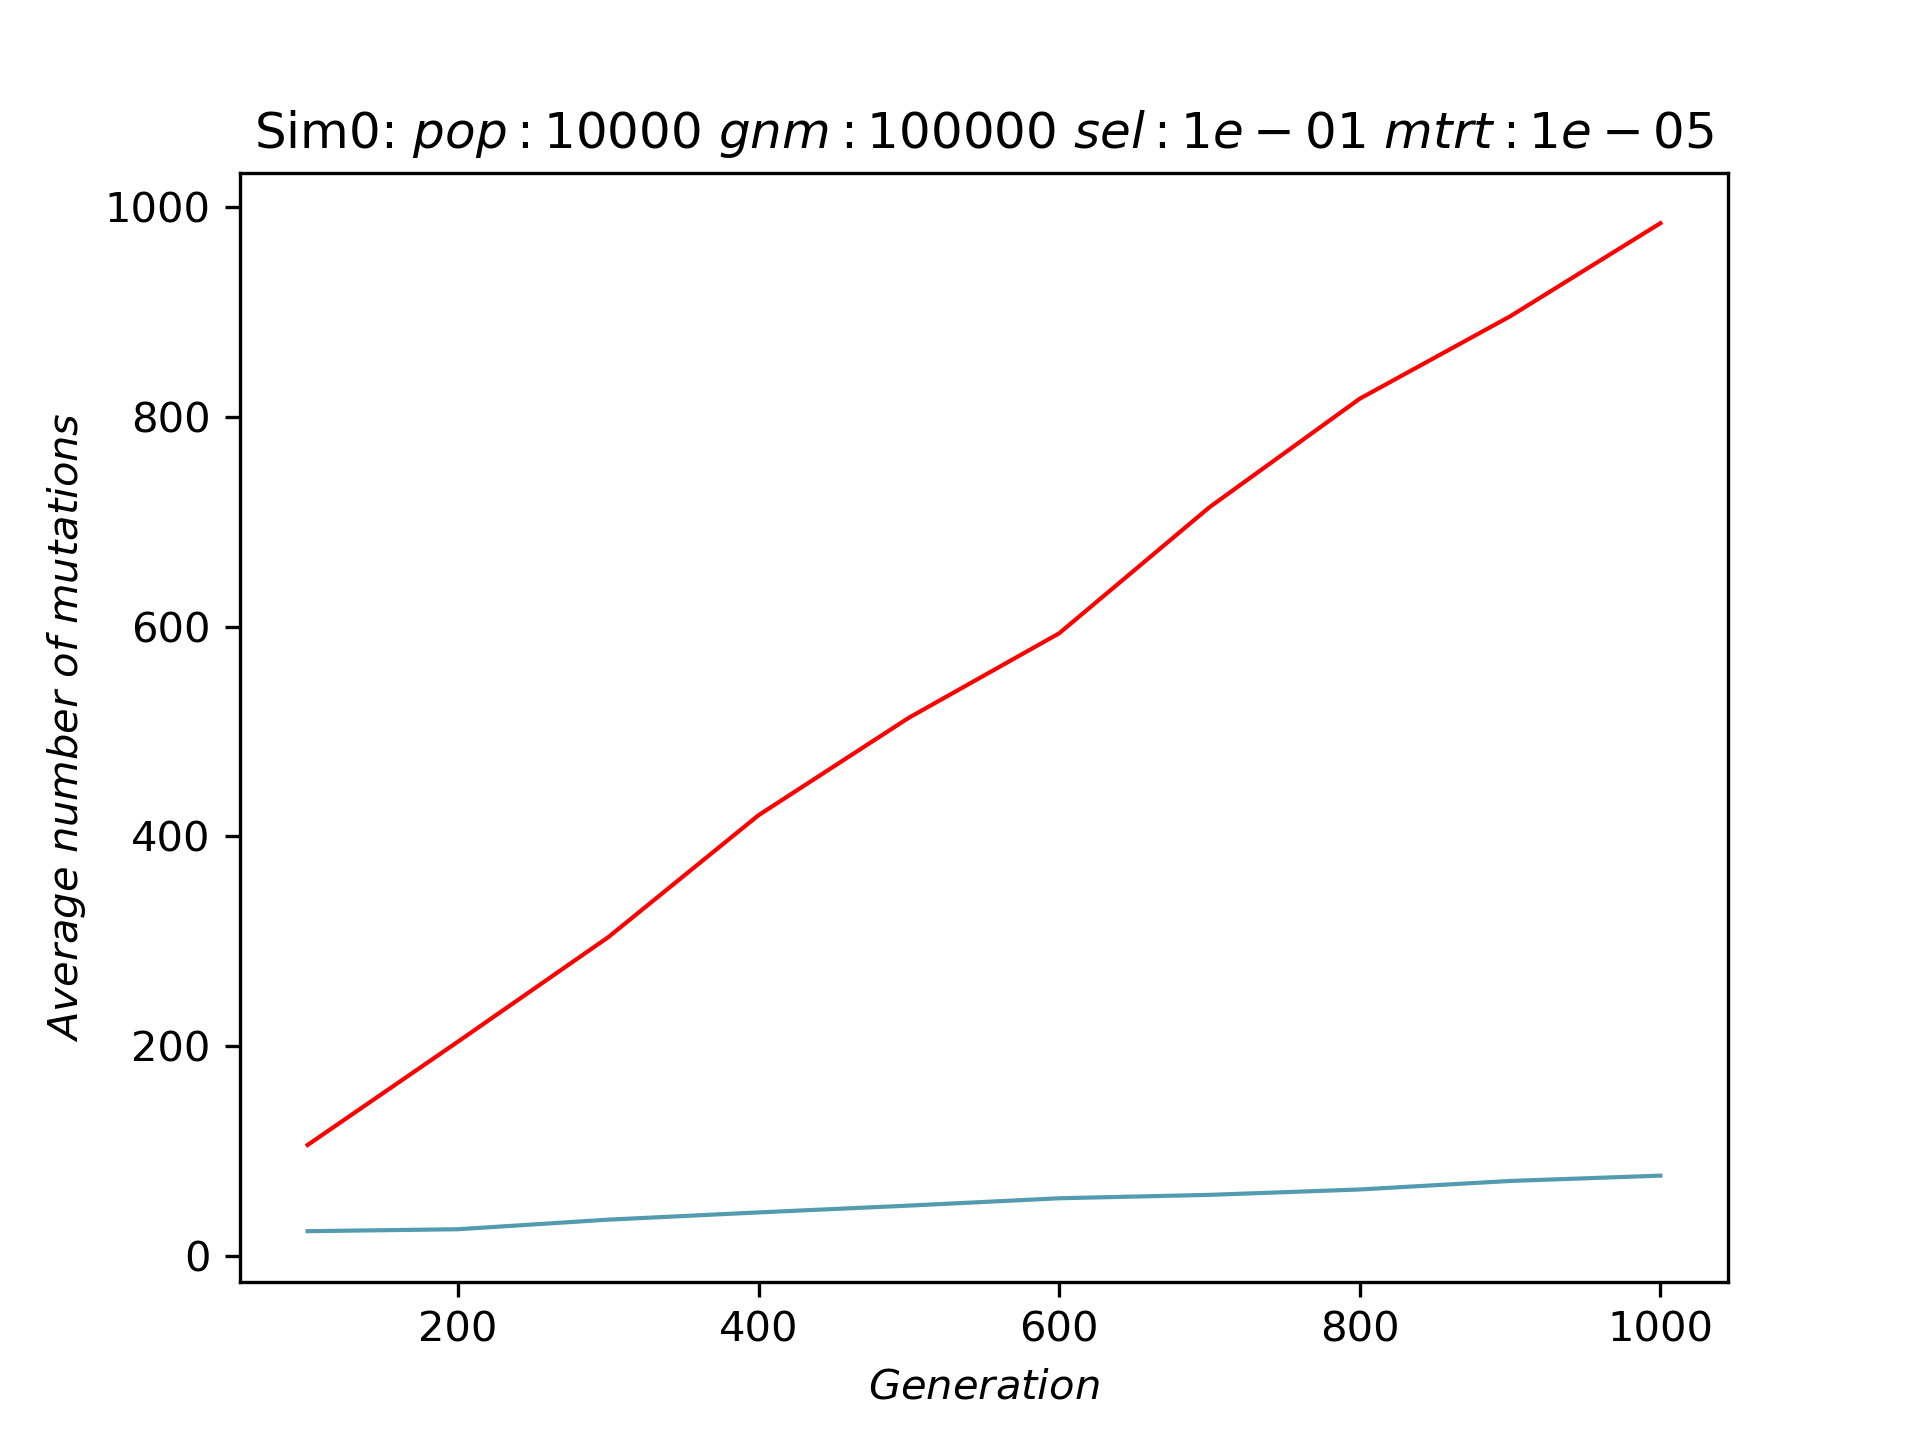 Sim0: pop : 10000 gnm : 100000 sel : 1e − 01 mtrt : 1e − 05
1000
800
600
400
200
0
Average number of mutations
200 400 600 800 1000
Generation